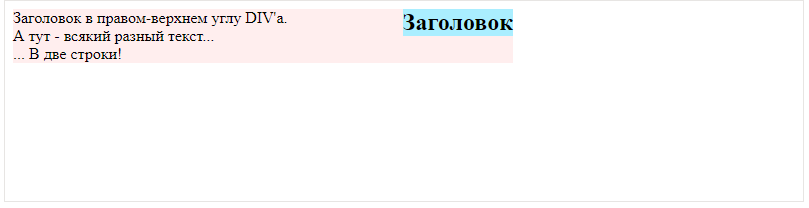 Заголовок в правом-верхнем углу DIV'а.
Заголовок
А тут - всякий разный текст...
... В две строки!